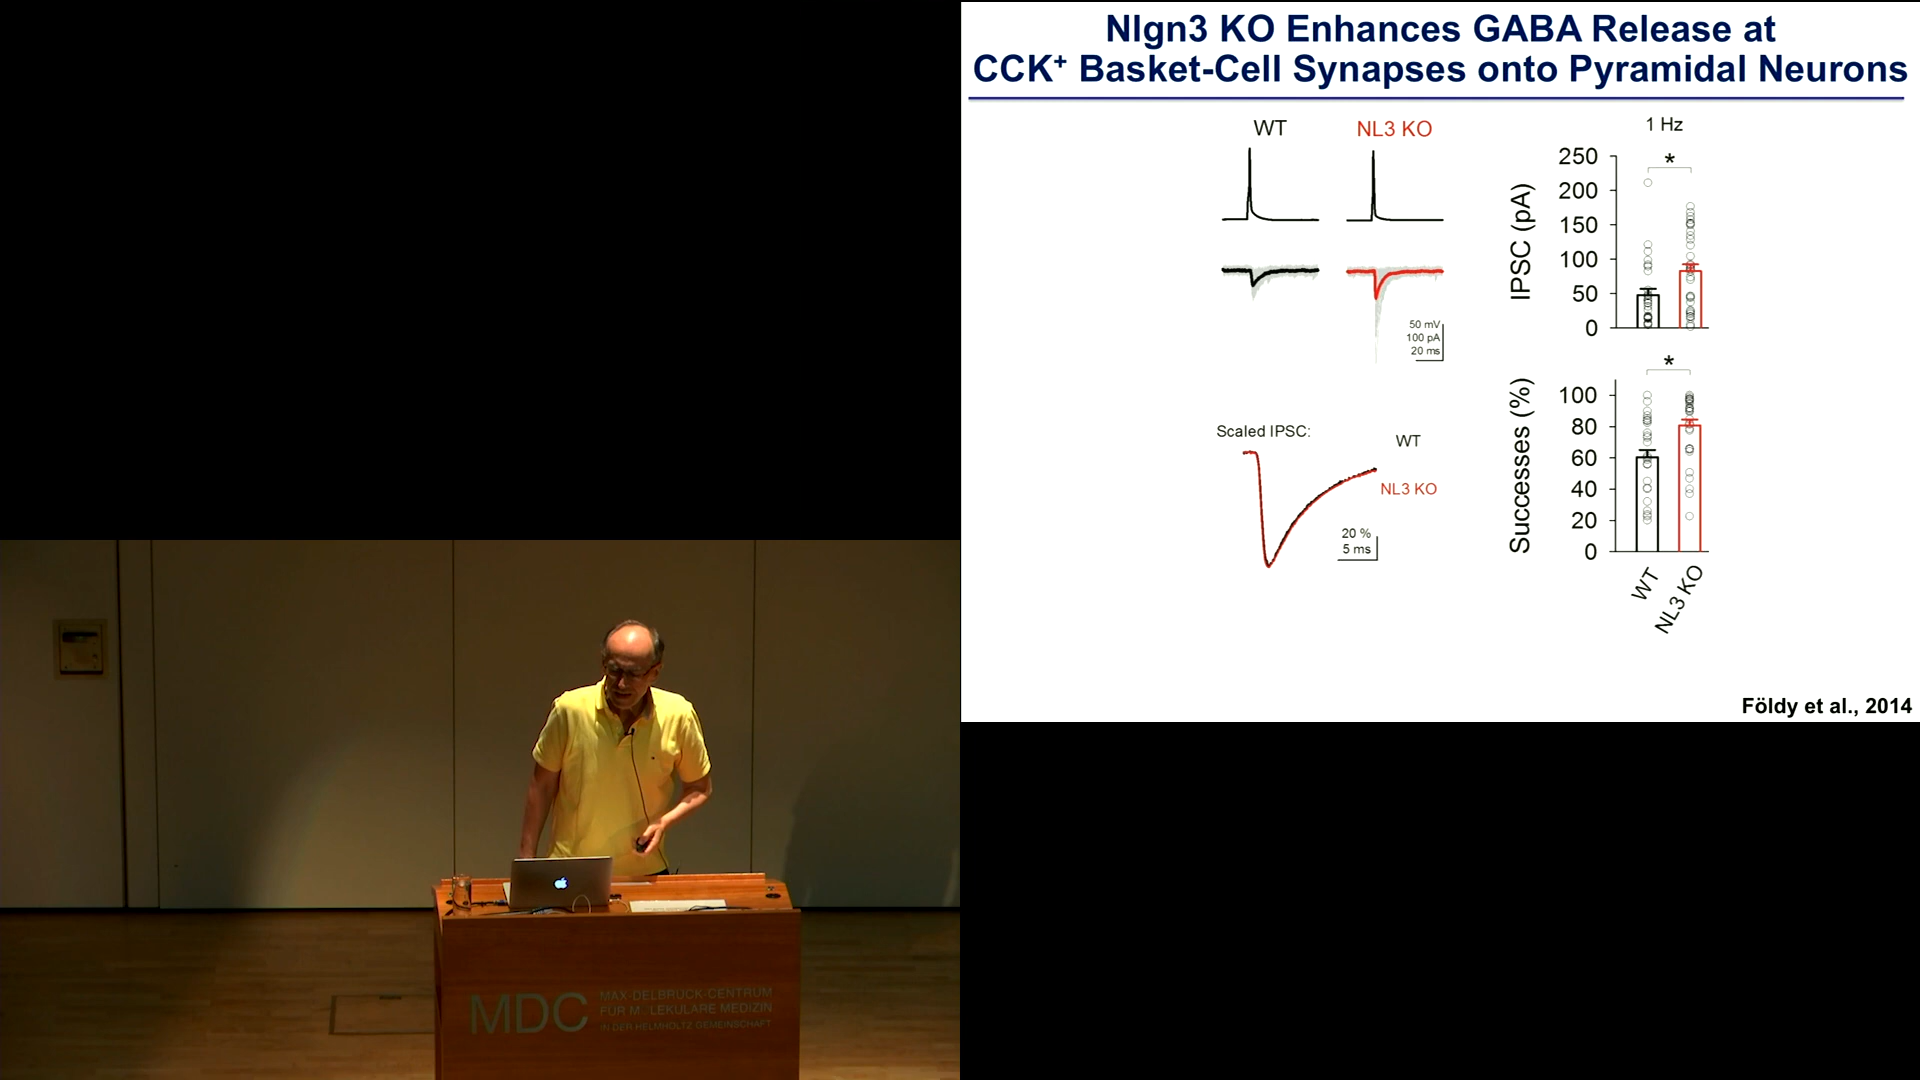 Nlgn3 KO Enhances GABA Release at
CCK+ Basket-Cell Synapses onto Pyramidal Neurons
WT
NL3 KO
50 mV
100 pA
20 ms
Scaled IPSC:
WT
NL3 KO
20 %
5 ms
1 Hz
*
IPSC (pA)
250
200
150
100
50
0
*
Successes (%)
100
80
60
40
20
0
WT
NL3 KO
Földy et al., 2014
MDC
MAX-DELBRÜCK-CENTRUM
FÜR M LEKULARE MEDIZIN
IN DER HELMHOLTZ GEMEINSCHAFT